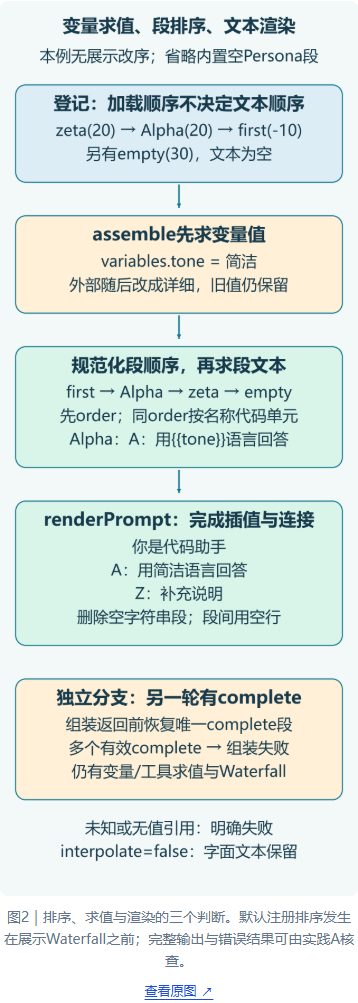 变量求值、段排序、文本渲染
本例无展示改序；省略内置空Persona段
登记：加载顺序不决定文本顺序
zeta(20) → Alpha(20) → first(-10)
另有empty(30)，文本为空
assemble先求变量值
variables.tone = 简洁
外部随后改成详细，旧值仍保留
规范化段顺序，再求段文本
first → Alpha → zeta → empty
先order；同order按名称代码单元
Alpha：A：用{{tone}}语言回答
renderPrompt：完成插值与连接
你是代码助手
A：用简洁语言回答
Z：补充说明
删除空字符串段；段间用空行
独立分支：另一轮有complete
组装返回前恢复唯一complete段
多个有效complete → 组装失败
仍有变量/工具求值与Waterfall
未知或无值引用：明确失败
interpolate=false：字面文本保留
图2｜排序、求值与渲染的三个判断。默认注册排序发生
在展示Waterfall之前；完整输出与错误结果可由实践A核
查。
查看原图 ↗